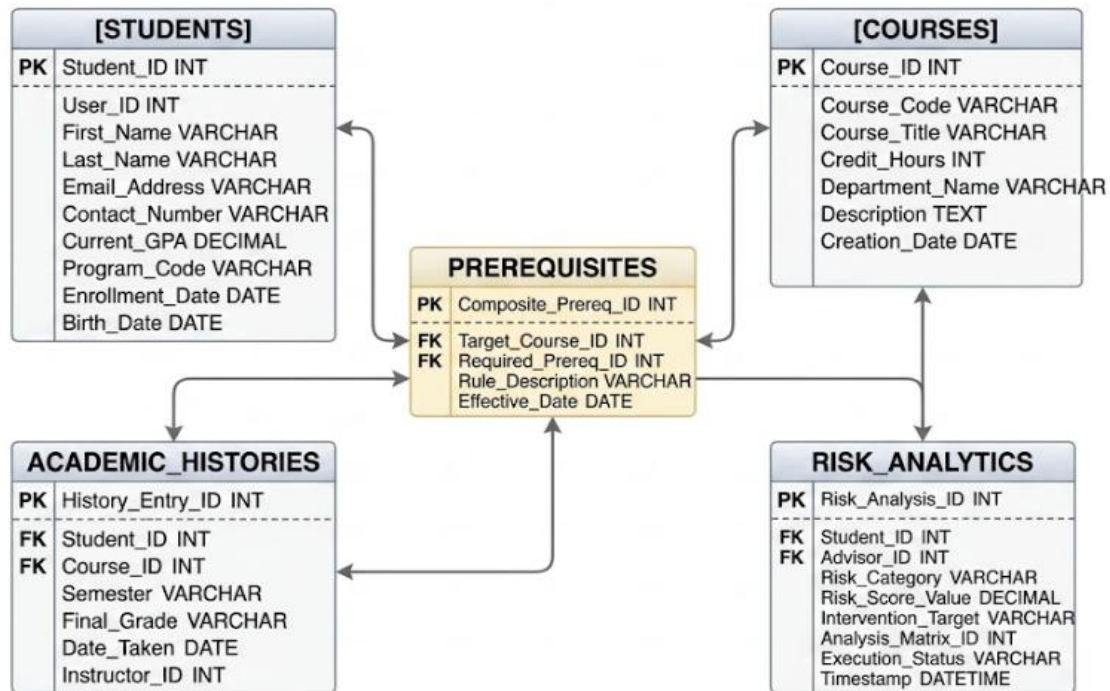 [STUDENTS]
PK Student_ID INT
User_ID INT
First_Name VARCHAR
Last_Name VARCHAR
Email_Address VARCHAR
Contact_Number VARCHAR
Current_GPA DECIMAL
Program_Code VARCHAR
Enrollment_Date DATE
Birth_Date DATE
[COURSES]
PK Course_ID INT
Course_Code VARCHAR
Course_Title VARCHAR
Credit_Hours INT
Department_Name VARCHAR
Description TEXT
Creation_Date DATE
PREREQUISITES
PK Composite_Prereq_ID INT
FK Target_Course_ID INT
FK Required_Prereq_ID INT
Rule_Description VARCHAR
Effective_Date DATE
ACADEMIC_HISTORIES
PK History_Entry_ID INT
FK Student_ID INT
FK Course_ID INT
Semester VARCHAR
Final_Grade VARCHAR
Date_Taken DATE
Instructor_ID INT
RISK_ANALYTICS
PK Risk_Analysis_ID INT
FK Student_ID INT
FK Advisor_ID INT
Risk_Category VARCHAR
Risk_Score_Value DECIMAL
Intervention_Target VARCHAR
Analysis_Matrix_ID INT
Execution_Status VARCHAR
Timestamp DATETIME